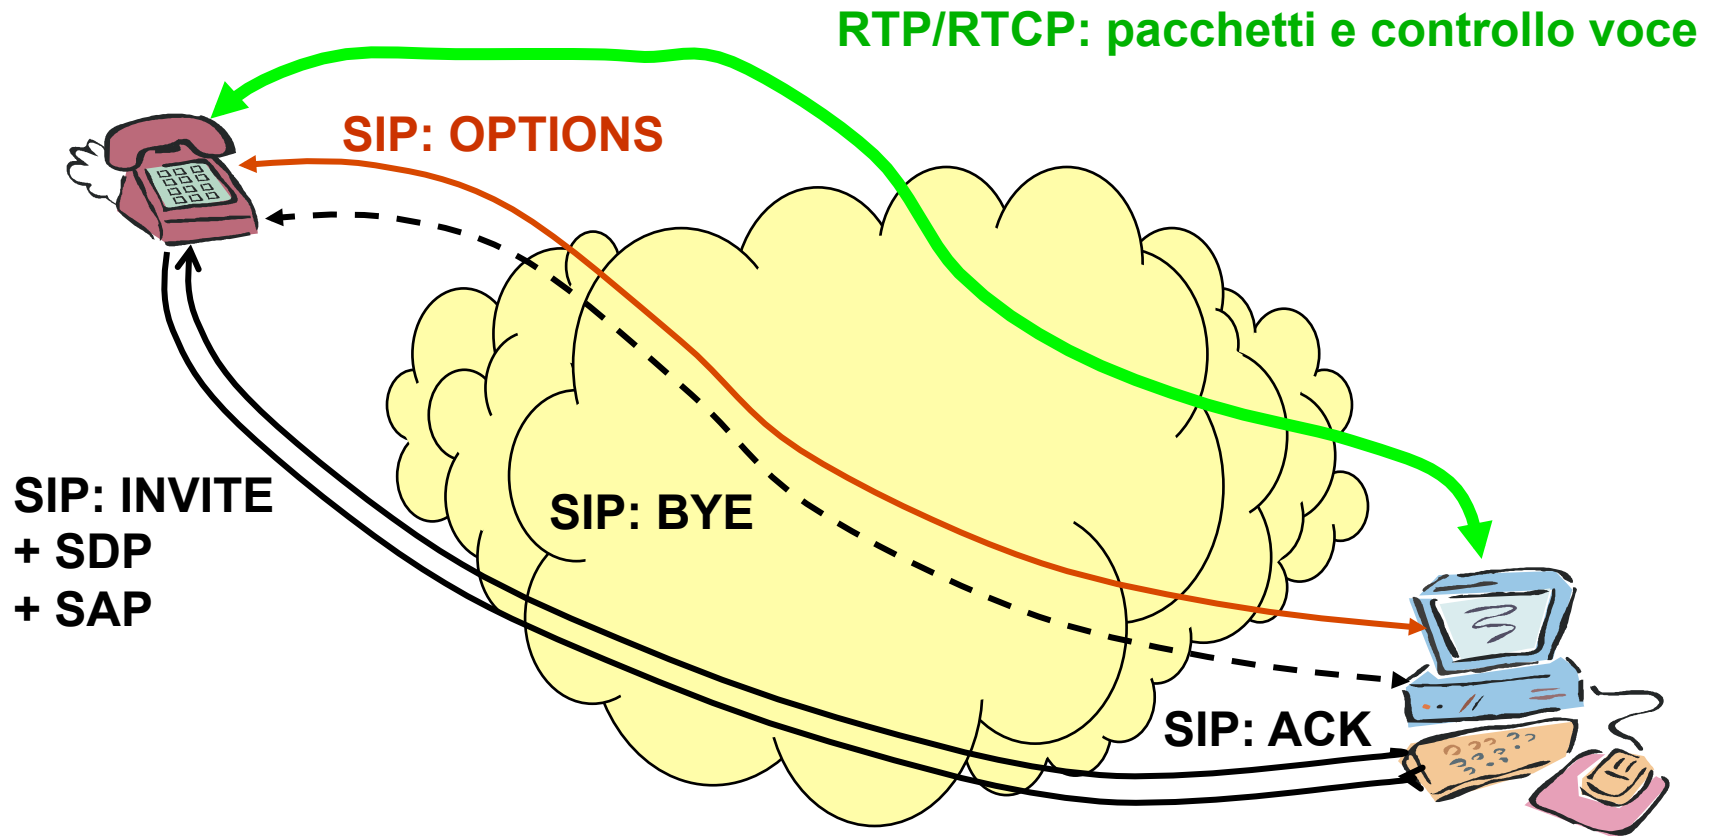 RTP/RTCP: pacchetti e controllo voce
SIP: OPTIONS
SIP: INVITE
+ SDP
+ SAP
SIP: BYE
SIP: ACK